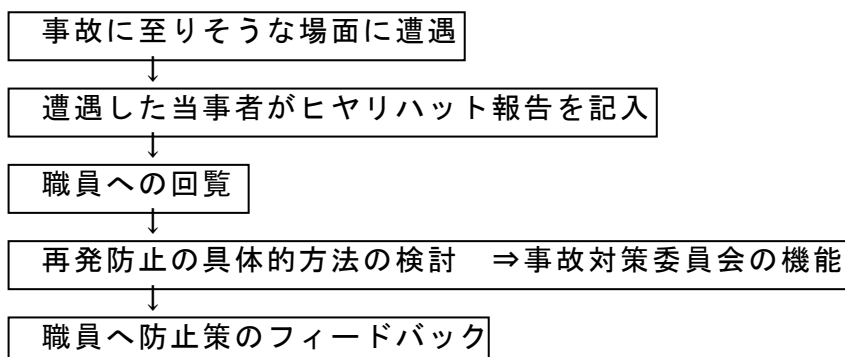 事故に至りそうな場面に遭遇
↓
遭遇した当事者がヒヤリハット報告を記入
↓
職員への回覧
↓
再発防止の具体的方法の検討　⇒事故対策委員会の機能
↓
職員へ防止策のフィードバック